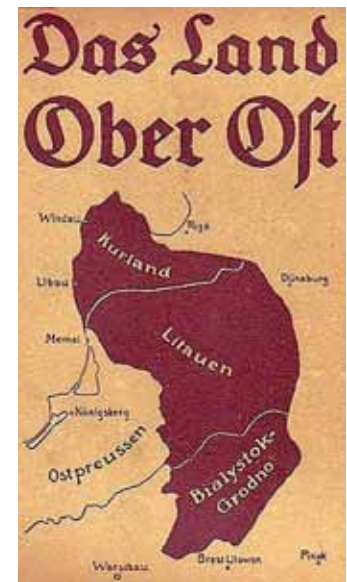 Das Land
Ober Ost
Windau
Riga
Kurland
Libau
Dünaburg
Litauen
Memel
Königsberg
Ostpreussen
Bialystok-
Grodno
Warschau
Brest Litowsk
Pinsk